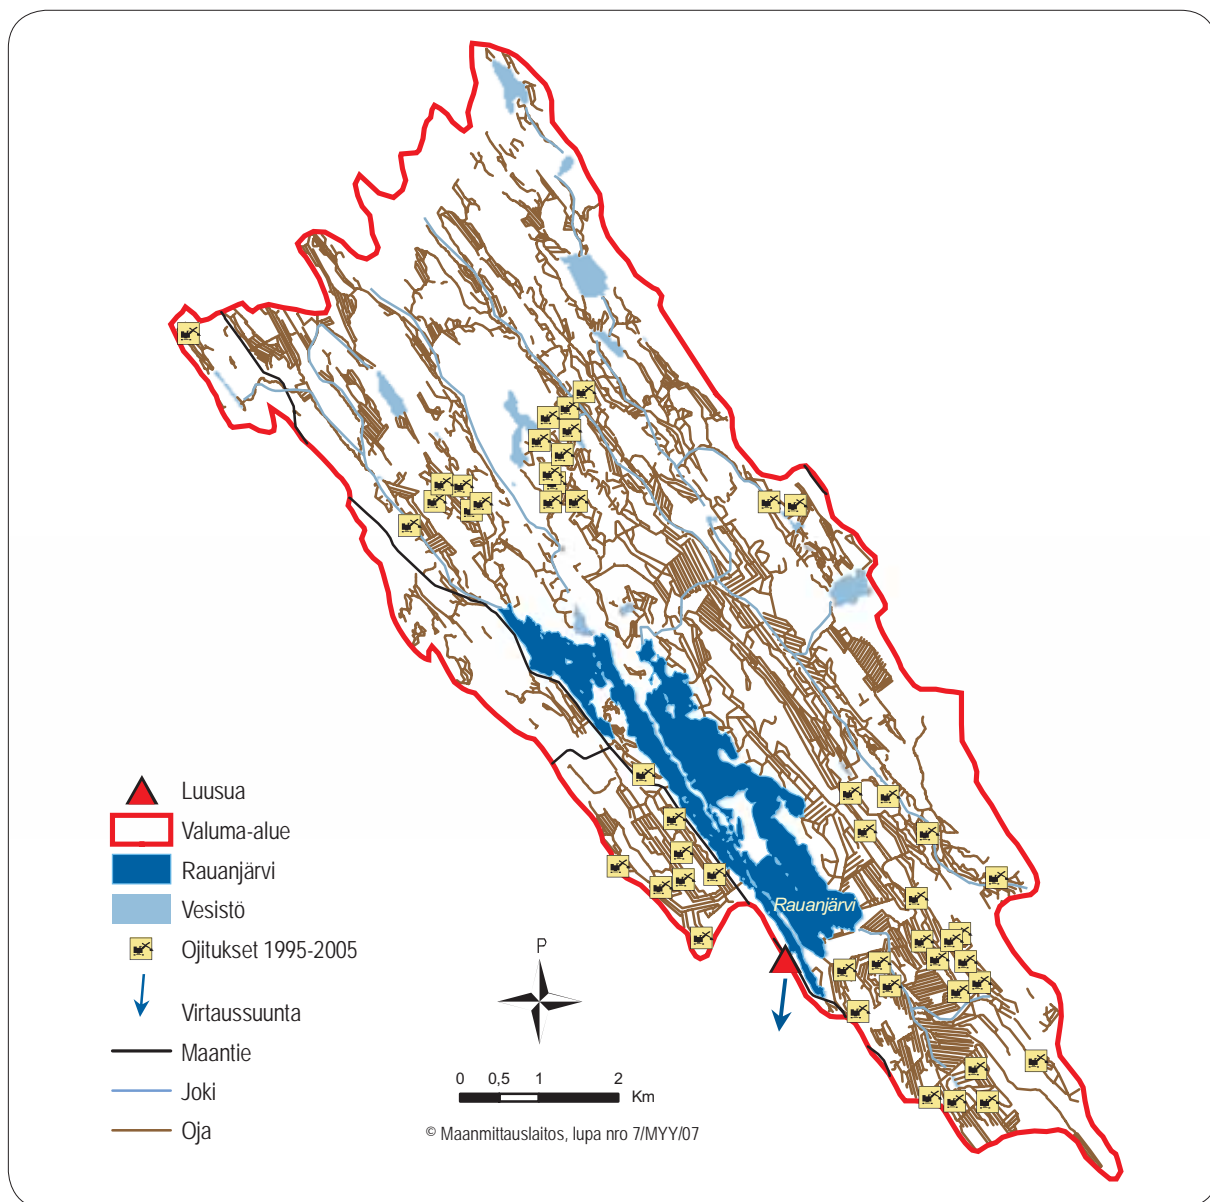 Luusua
Valuma-alue
Rauanjärvi
Vesistö
Ojitukset 1995-2005
Virtaussuunta
Maantie
Joki
Oja
Rauanjärvi
P
0 0,5 1 2
Km
© Maanmittauslaitos, lupa nro 7/MYY/07